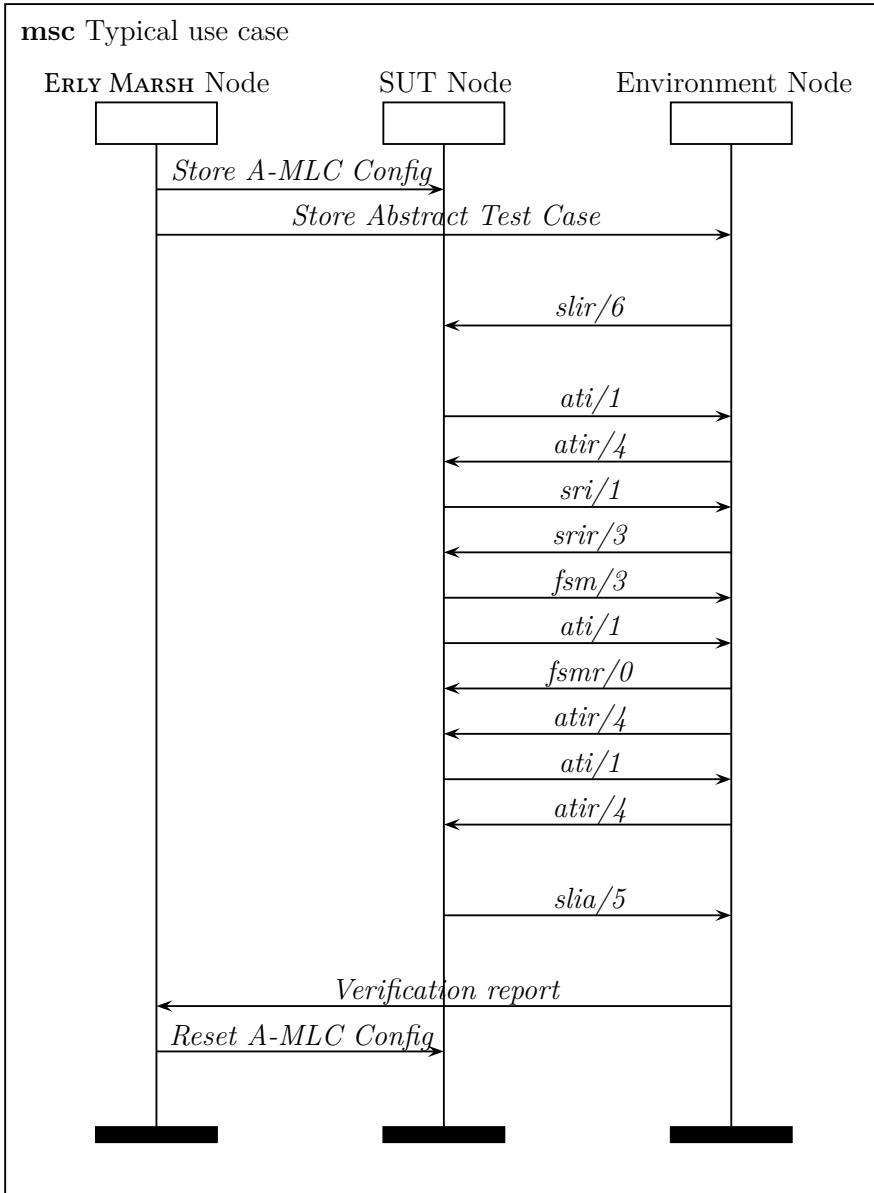 msc Typical use case
Erly Marsh Node
SUT Node
Environment Node
Store A-MLC Config
Store Abstract Test Case
slir/6
ati/1
atir/4
sri/1
srir/3
fsm/3
ati/1
fsmr/0
atir/4
ati/1
atir/4
slia/5
Verification report
Reset A-MLC Config